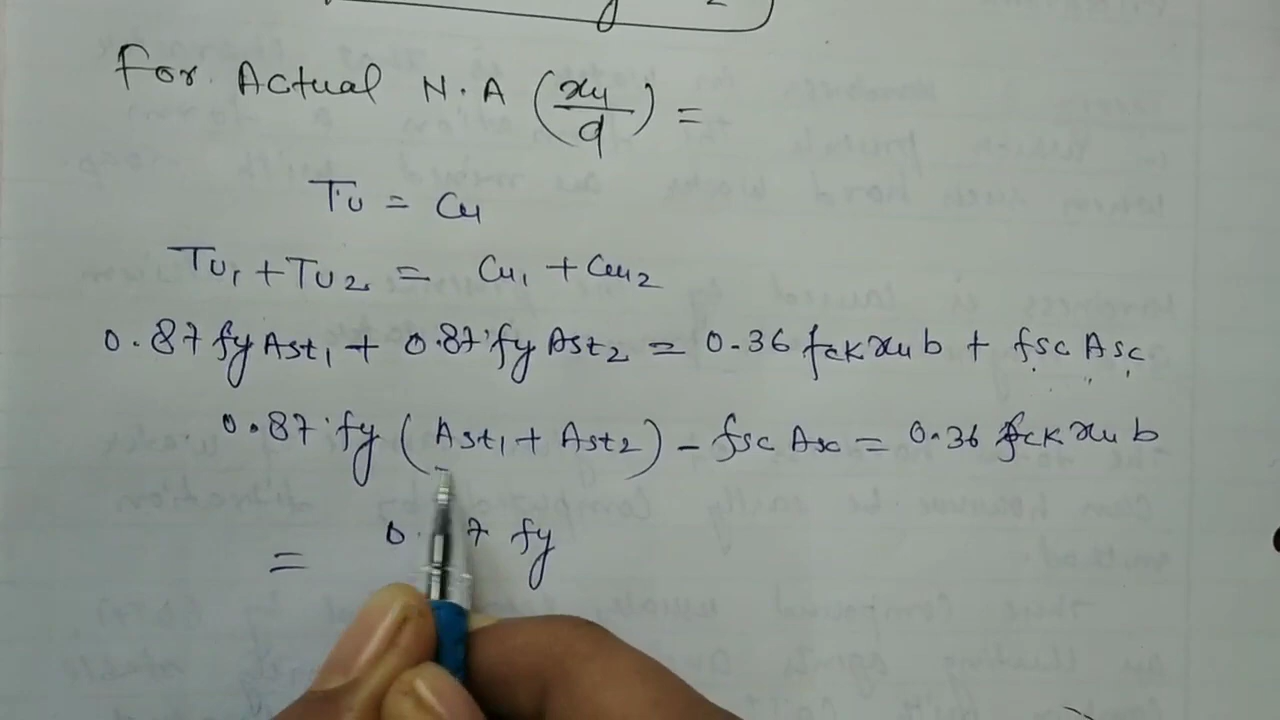 For Actual N.A (xu/d) =
Tu = Cu
Tu1 + Tu2 = Cu1 + Cu2
0.87 fy Ast1 + 0.87 fy Ast2 = 0.36 fck xu b + fsc Asc
0.87 fy (Ast1 + Ast2) - fsc Asc = 0.36 fck xu b
= 0. 7 fy